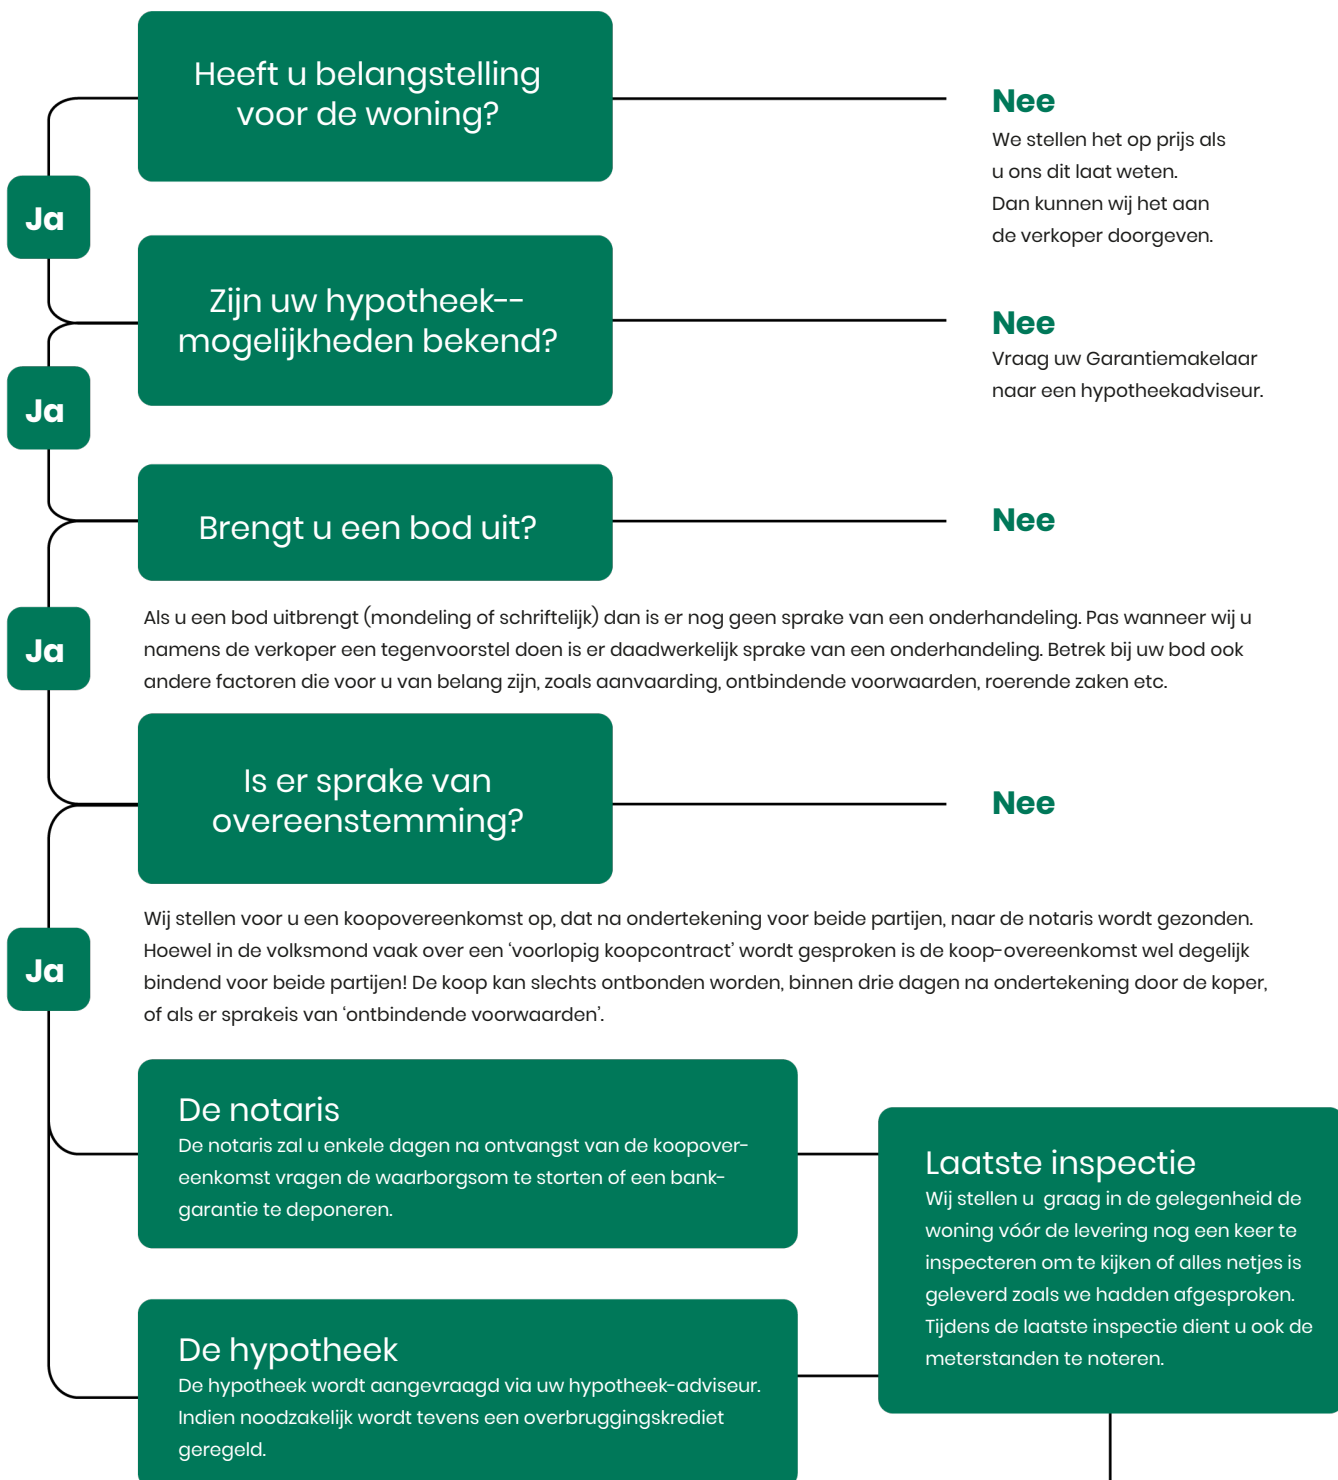 Heeft u belangstelling
voor de woning?
Nee
We stellen het op prijs als
u ons dit laat weten.
Dan kunnen wij het aan
de verkoper doorgeven.
Ja
Zijn uw hypotheek--
mogelijkheden bekend?
Nee
Vraag uw Garantiemakelaar
naar een hypotheekadviseur.
Ja
Brengt u een bod uit?
Nee
Ja
Als u een bod uitbrengt (mondeling of schriftelijk) dan is er nog geen sprake van een onderhandeling. Pas wanneer wij u
namens de verkoper een tegenvoorstel doen is er daadwerkelijk sprake van een onderhandeling. Betrek bij uw bod ook
andere factoren die voor u van belang zijn, zoals aanvaarding, ontbindende voorwaarden, roerende zaken etc.
Is er sprake van
overeenstemming?
Nee
Ja
Wij stellen voor u een koopovereenkomst op, dat na ondertekening voor beide partijen, naar de notaris wordt gezonden.
Hoewel in de volksmond vaak over een ‘voorlopig koopcontract’ wordt gesproken is de koop-overeenkomst wel degelijk
bindend voor beide partijen! De koop kan slechts ontbonden worden, binnen drie dagen na ondertekening door de koper,
of als er sprakeis van ‘ontbindende voorwaarden’.
De notaris
De notaris zal u enkele dagen na ontvangst van de koopover-
eenkomst vragen de waarborgsom te storten of een bank-
garantie te deponeren.
Laatste inspectie
Wij stellen u graag in de gelegenheid de
woning vóór de levering nog een keer te
inspecteren om te kijken of alles netjes is
geleverd zoals we hadden afgesproken.
Tijdens de laatste inspectie dient u ook de
meterstanden te noteren.
De hypotheek
De hypotheek wordt aangevraagd via uw hypotheek-adviseur.
Indien noodzakelijk wordt tevens een overbruggingskrediet
geregeld.